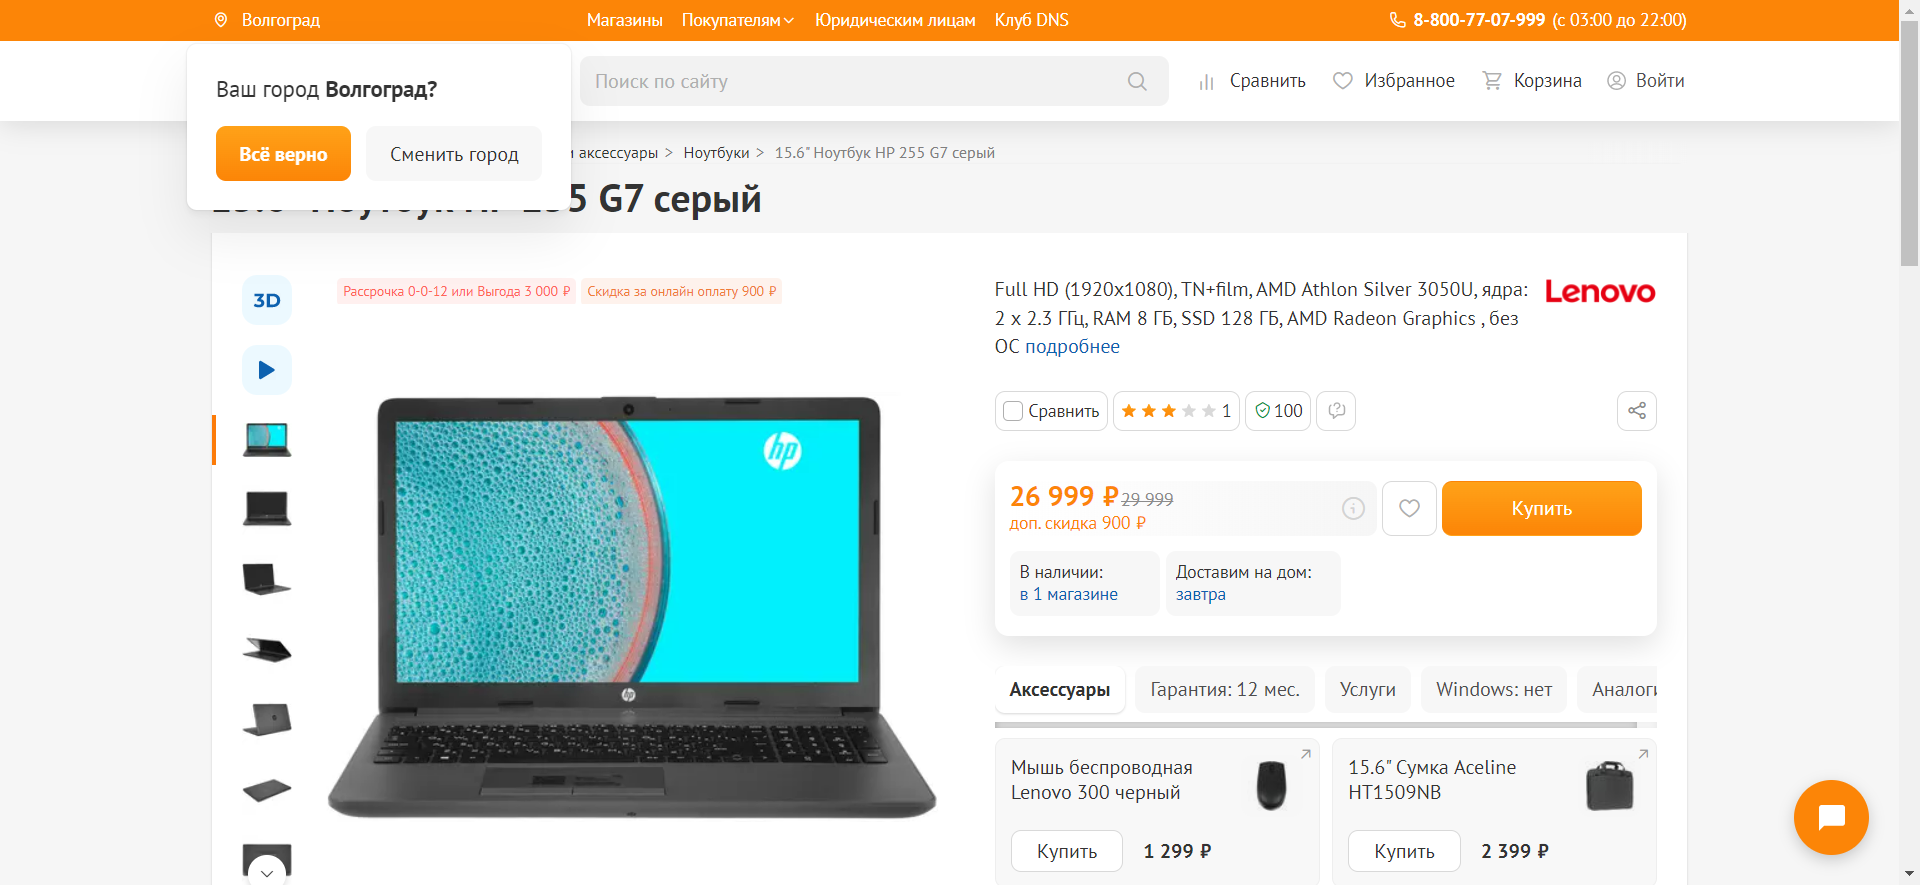 Волгоград
Магазины Покупателям Юридическим лицам Клуб DNS
8-800-77-07-999 (с 03:00 до 22:00)
Ваш город Волгоград?
Всё верно
Сменить город
Поиск по сайту
Сравнить
Избранное
Корзина
Войти
и аксессуары > Ноутбуки > 15.6" Ноутбук HP 255 G7 серый
5 G7 серый
3D
Рассрочка 0-0-12 или Выгода 3 000 ₽
Скидка за онлайн оплату 900 ₽
hp
hp
Full HD (1920x1080), TN+film, AMD Athlon Silver 3050U, ядра:
2 х 2.3 ГГц, RAM 8 ГБ, SSD 128 ГБ, AMD Radeon Graphics , без
ОС подробнее
Lenovo
Сравнить
1
100
26 999 ₽ 29 999
доп. скидка 900 ₽
Купить
В наличии:
в 1 магазине
Доставим на дом:
завтра
Аксессуары
Гарантия: 12 мес.
Услуги
Windows: нет
Аналоги
Мышь беспроводная
Lenovo 300 черный
Купить
1 299 ₽
15.6" Сумка Aceline
HT1509NB
Купить
2 399 ₽